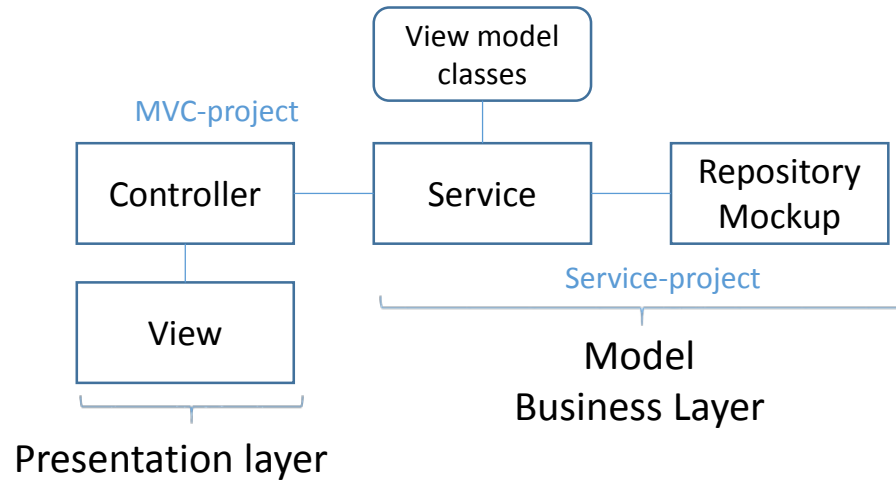 View model
classes
MVC-project
Controller
Service
Repository
Mockup
View
Service-project
Model
Business Layer
Presentation layer